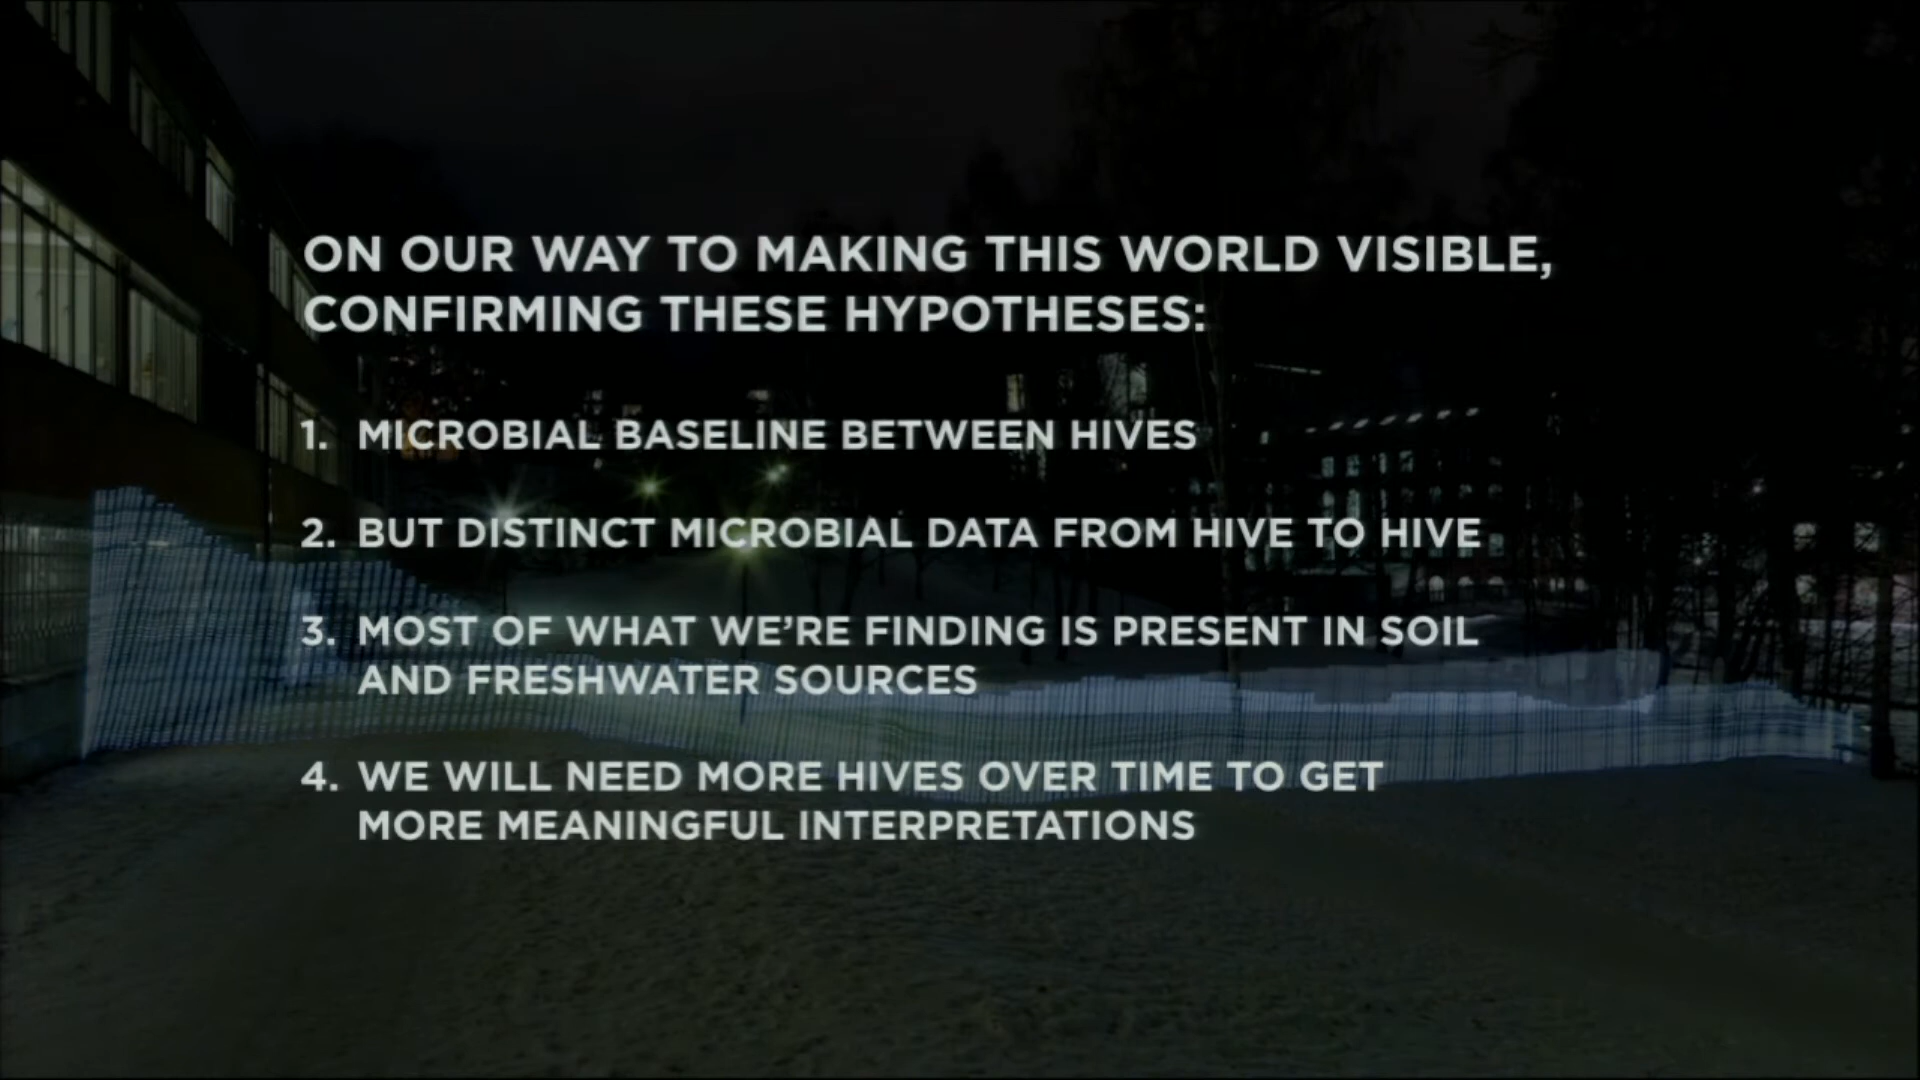 ON OUR WAY TO MAKING THIS WORLD VISIBLE,
CONFIRMING THESE HYPOTHESES:
1. MICROBIAL BASELINE BETWEEN HIVES
2. BUT DISTINCT MICROBIAL DATA FROM HIVE TO HIVE
3. MOST OF WHAT WE’RE FINDING IS PRESENT IN SOIL
AND FRESHWATER SOURCES
4. WE WILL NEED MORE HIVES OVER TIME TO GET
MORE MEANINGFUL INTERPRETATIONS